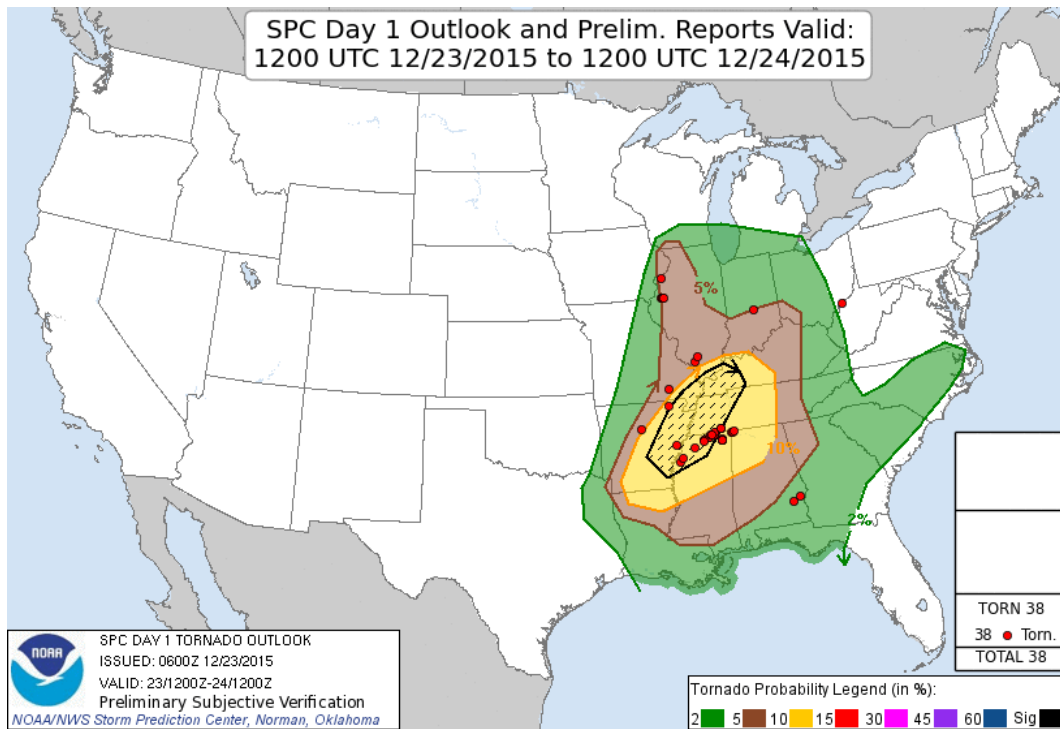 SPC Day 1 Outlook and Prelim. Reports Valid:
1200 UTC 12/23/2015 to 1200 UTC 12/24/2015
5%
10%
2%
TORN 38
38 Torn.
TOTAL 38
NOAA
SPC DAY 1 TORNADO OUTLOOK
ISSUED: 0600Z 12/23/2015
VALID: 23/1200Z-24/1200Z
Preliminary Subjective Verification
NOAA/NWS Storm Prediction Center, Norman, Oklahoma
Tornado Probability Legend (in %):
2 5 10 15 30 45 60 Sig